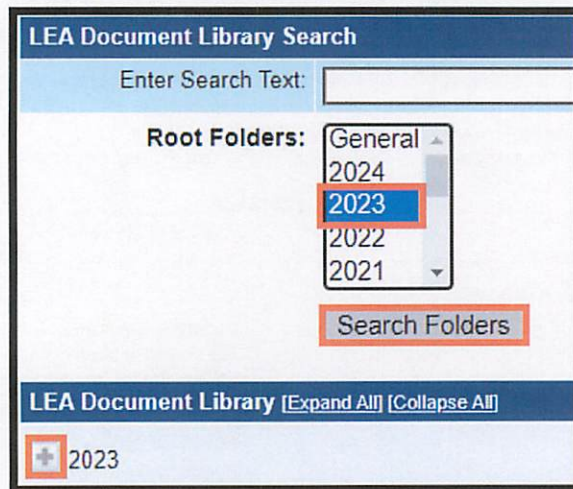 LEA Document Library Search
Enter Search Text:
Root Folders:
General
2024
2023
2022
2021
Search Folders
LEA Document Library [Expand All] [Collapse All]
2023